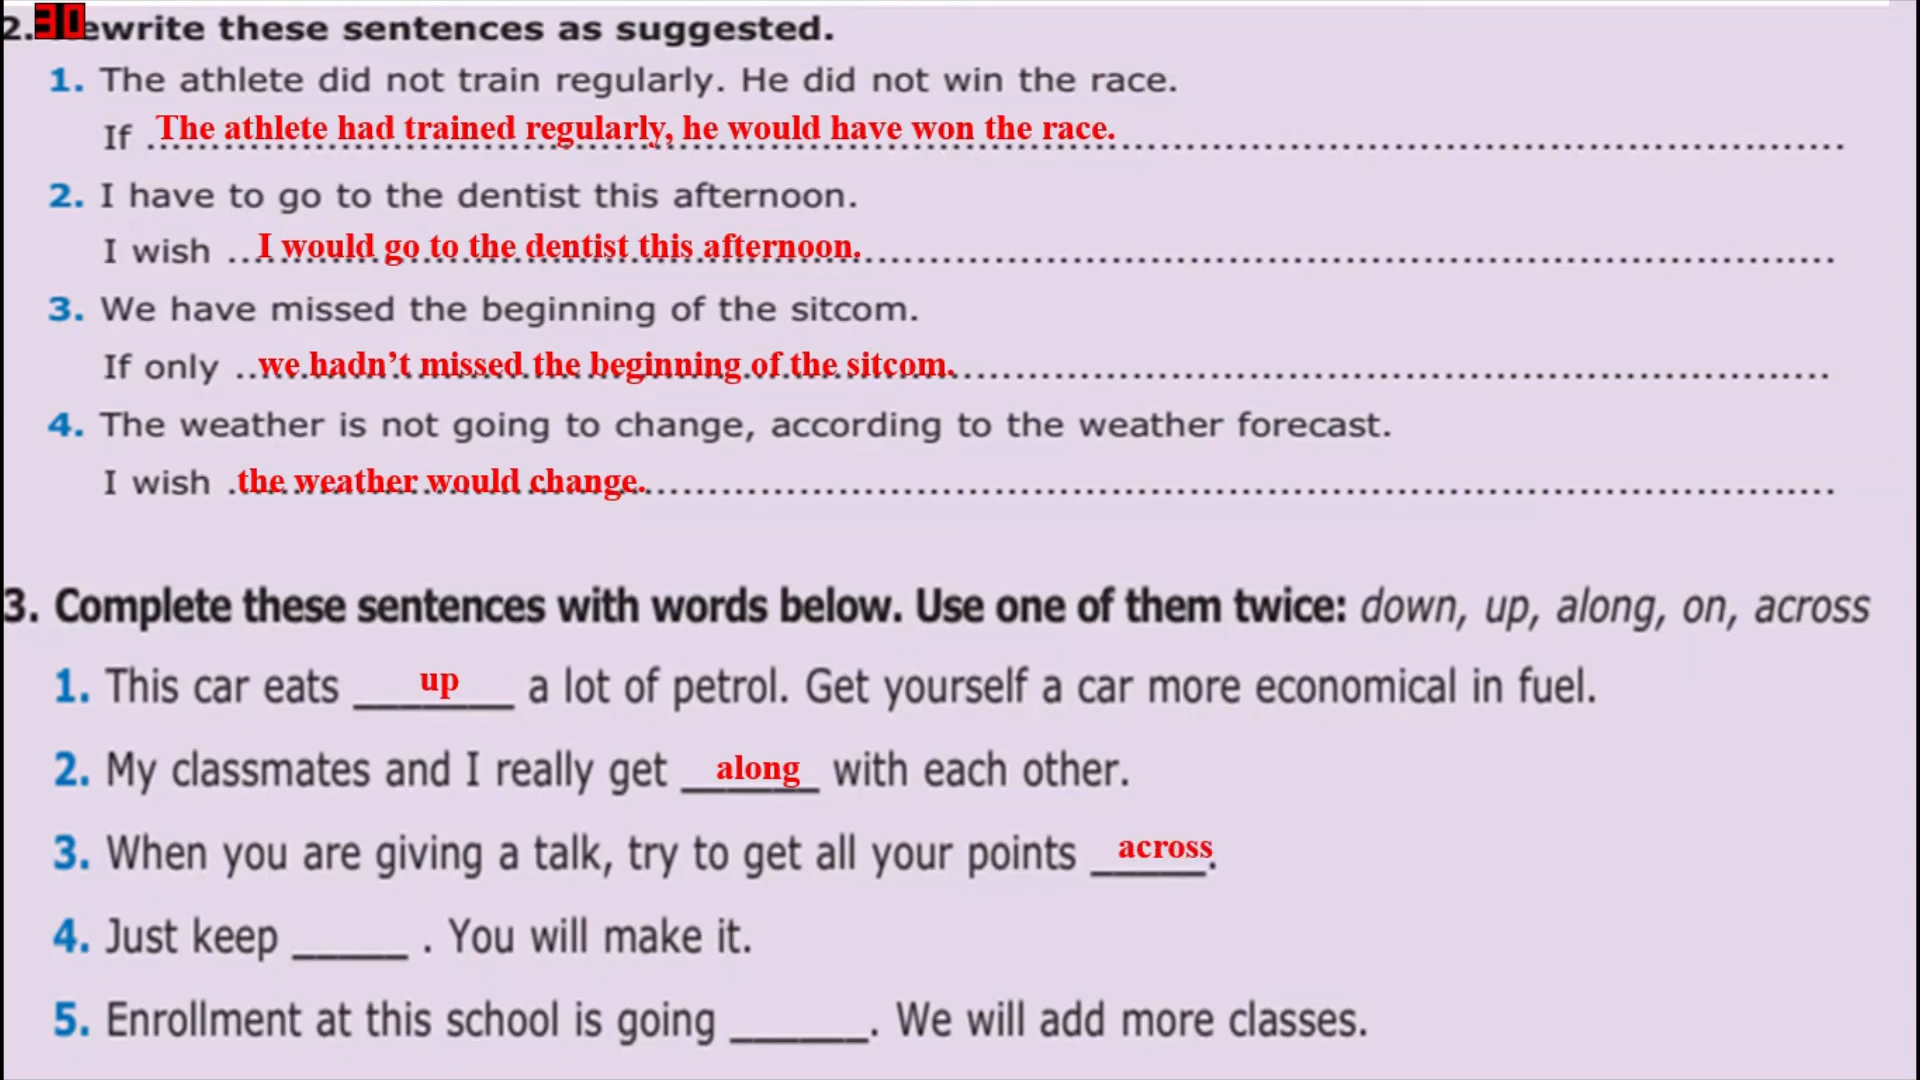 2. 30 ewrite these sentences as suggested.
1. The athlete did not train regularly. He did not win the race.
If The athlete had trained regularly, he would have won the race.
2. I have to go to the dentist this afternoon.
I wish I would go to the dentist this afternoon.
3. We have missed the beginning of the sitcom.
If only we hadn't missed the beginning of the sitcom.
4. The weather is not going to change, according to the weather forecast.
I wish the weather would change.
3. Complete these sentences with words below. Use one of them twice: down, up, along, on, across
1. This car eats up a lot of petrol. Get yourself a car more economical in fuel.
2. My classmates and I really get along with each other.
3. When you are giving a talk, try to get all your points across.
4. Just keep _____ . You will make it.
5. Enrollment at this school is going ______. We will add more classes.